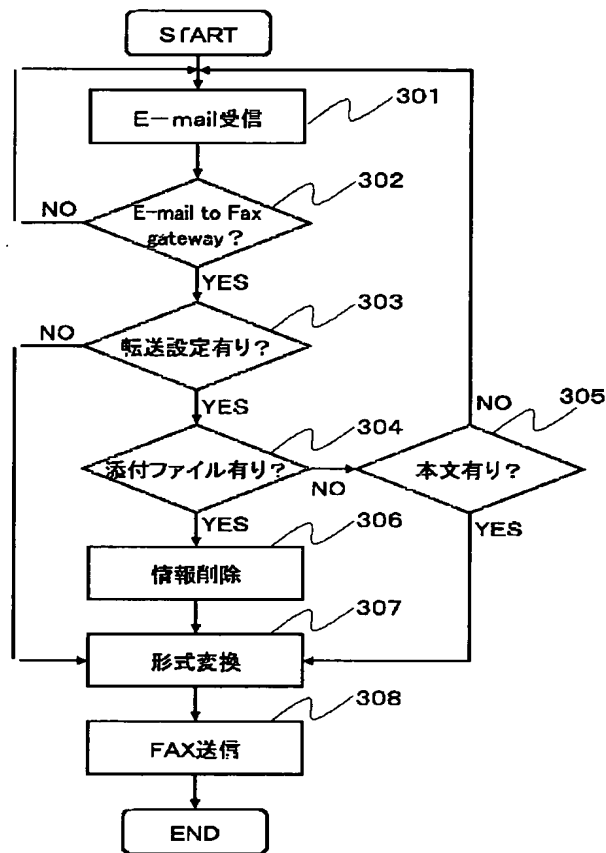 START
E-mail受信
301
E-mail to Fax
gateway?
302
NO
YES
転送設定有り?
303
NO
YES
添付ファイル有り?
304
NO
YES
本文有り?
305
NO
YES
情報削除
306
形式変換
307
FAX送信
308
END